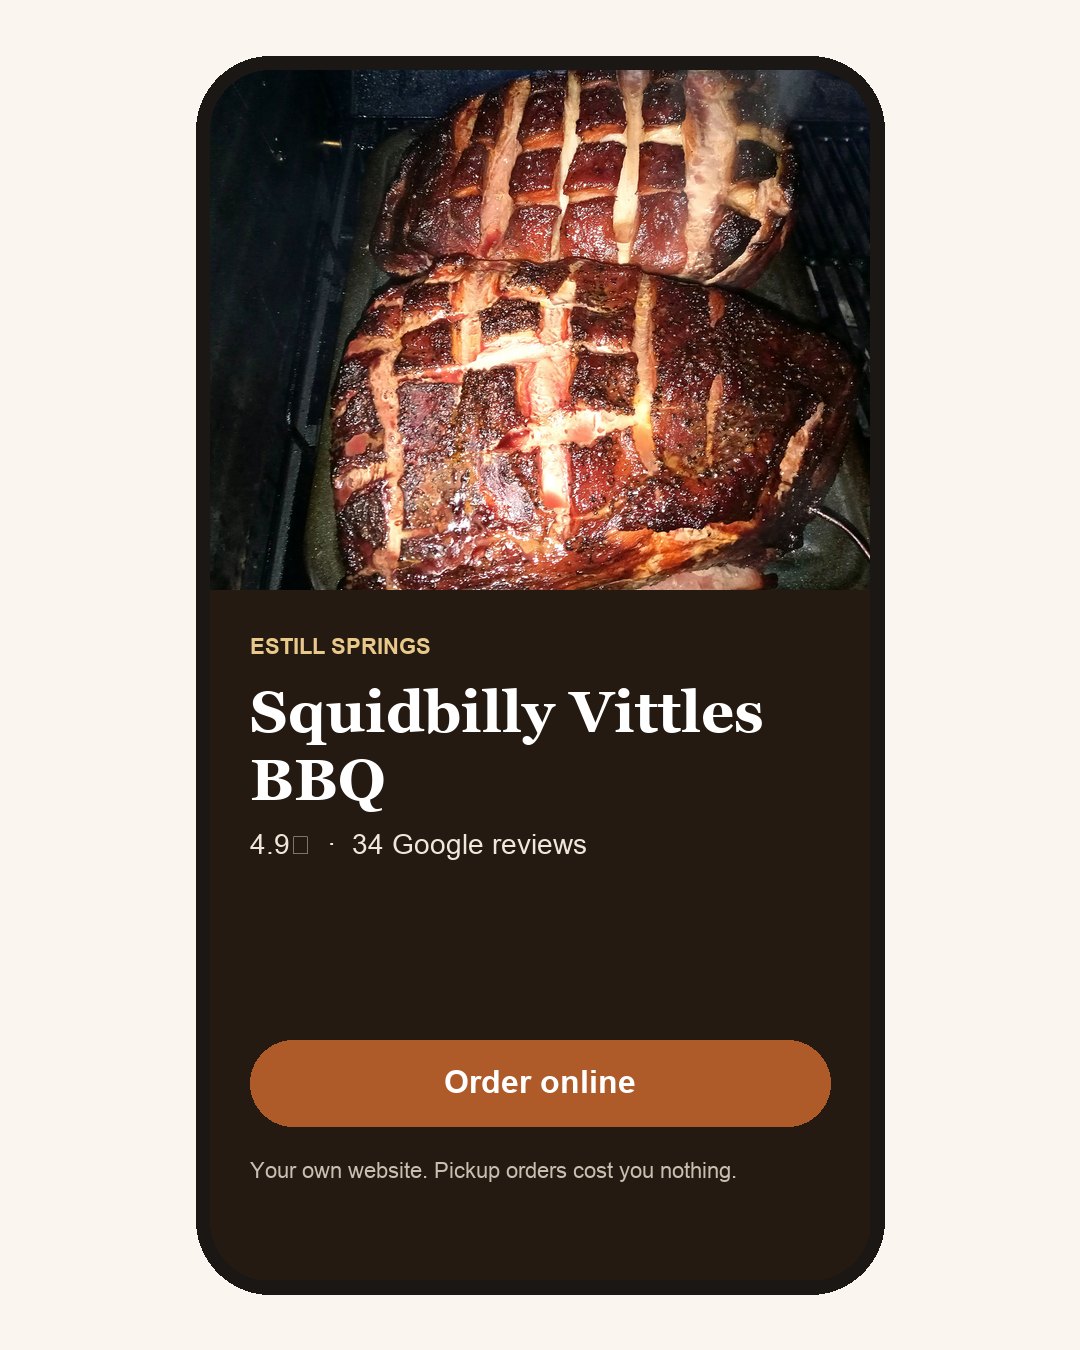 ESTILL SPRINGS
Squidbilly Vittles
BBQ
4.9□ · 34 Google reviews
Order online
Your own website. Pickup orders cost you nothing.